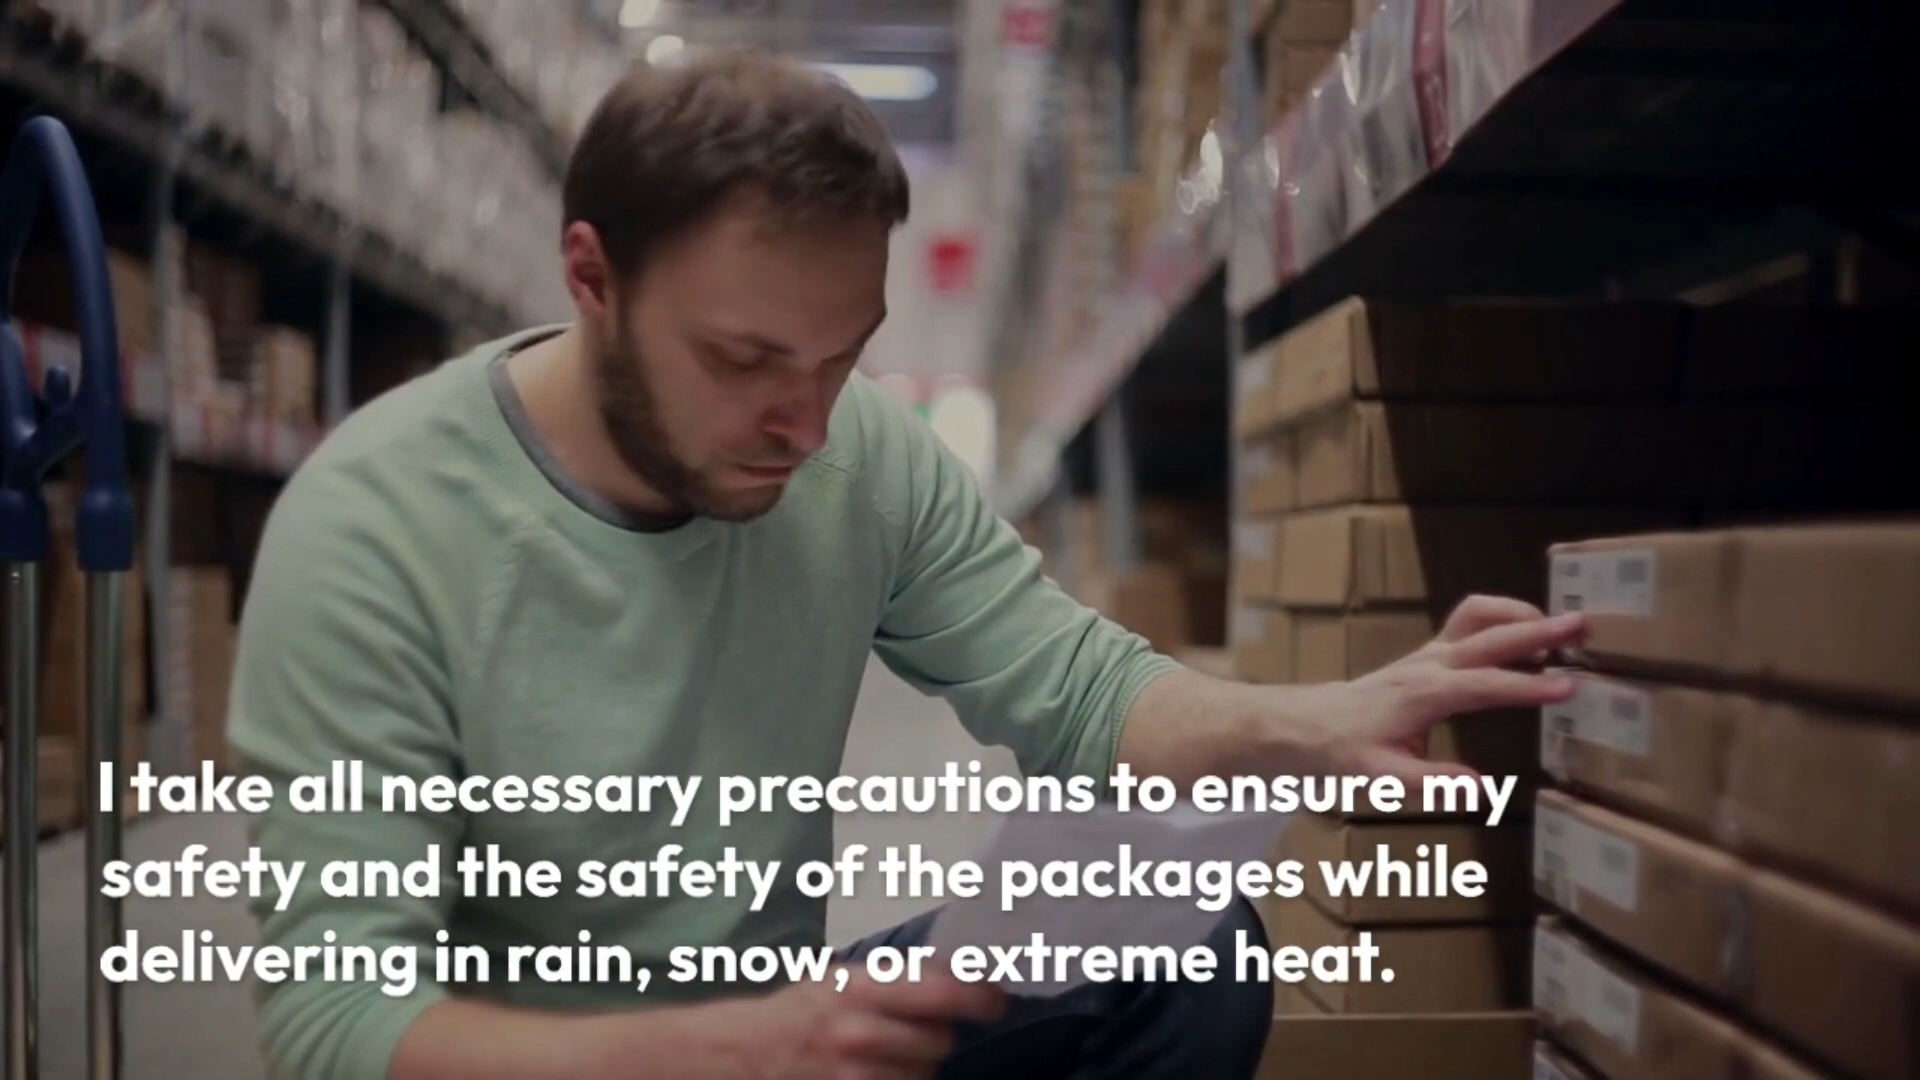 I take all necessary precautions to ensure my
safety and the safety of the packages while
delivering in rain, snow, or extreme heat.